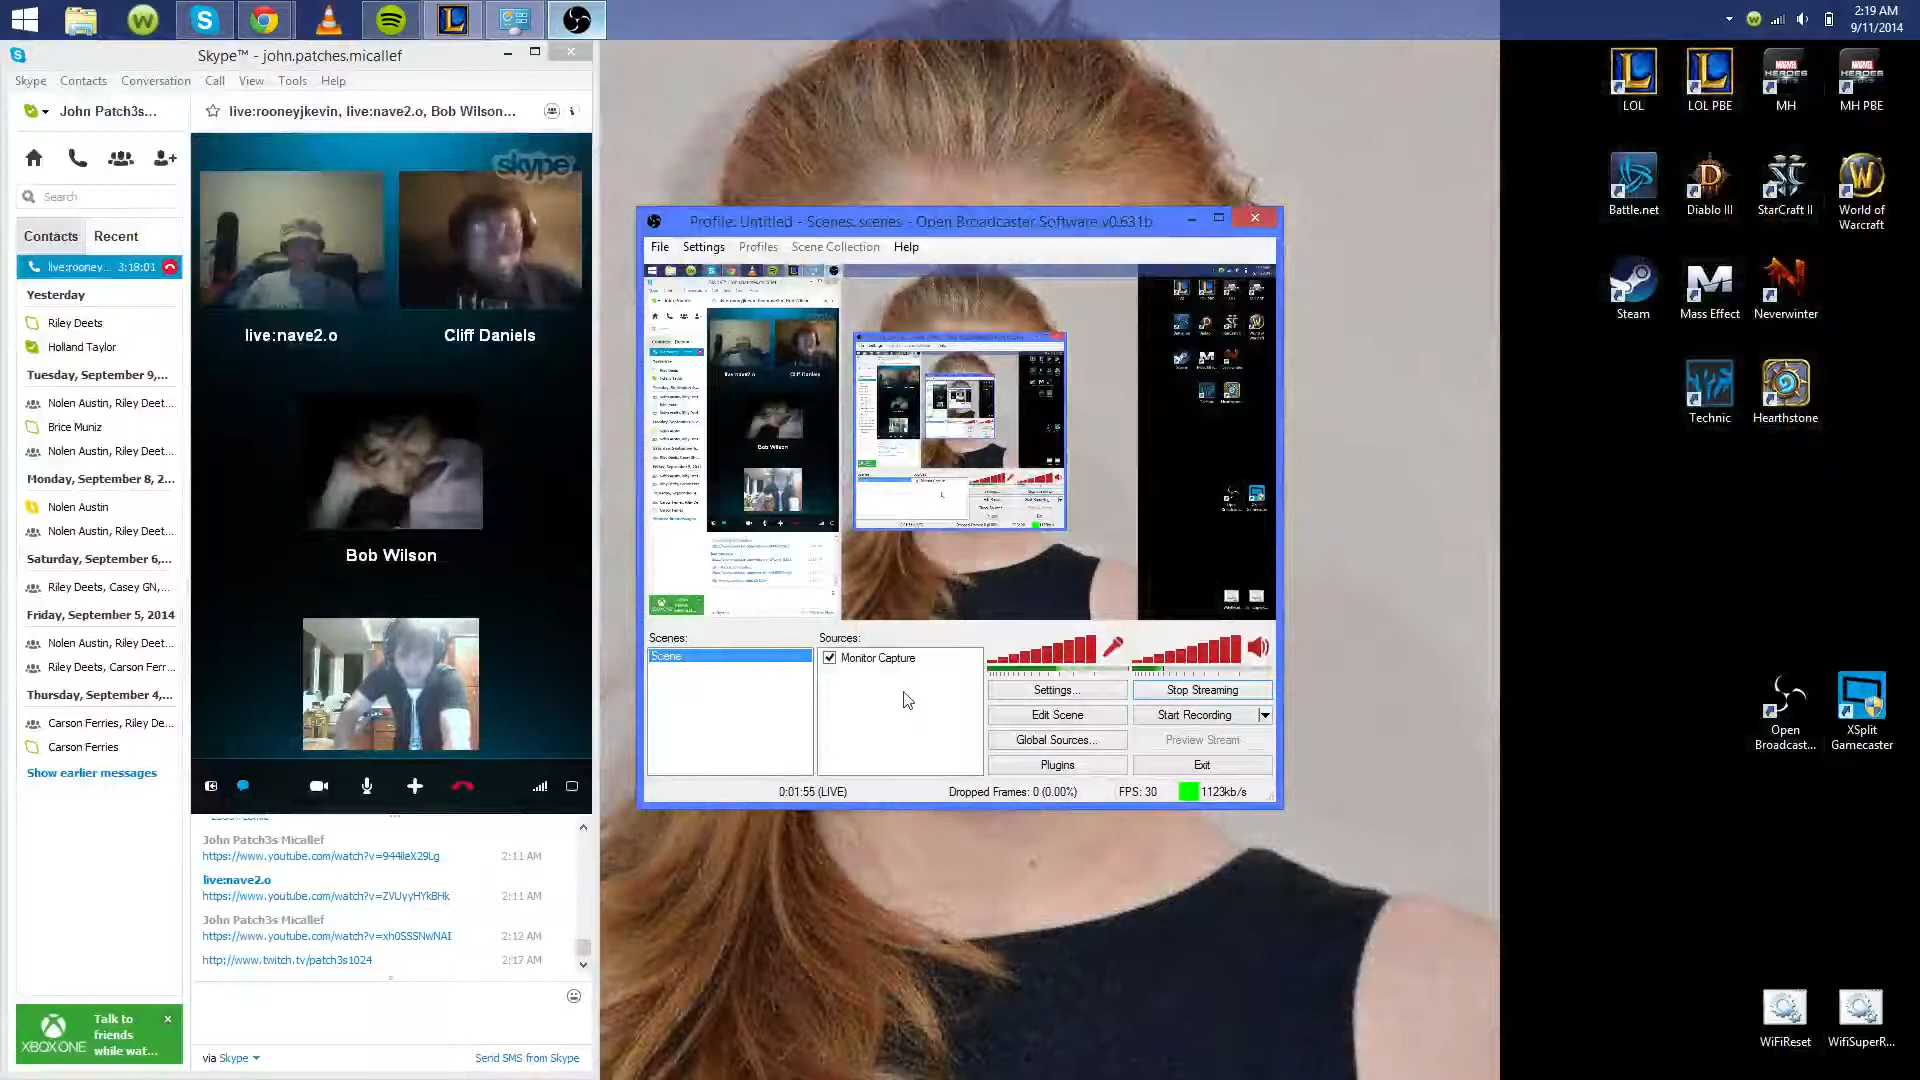 2:19 AM
9/11/2014
Skype™ - john.patches.micallef
Skype Contacts Conversation Call View Tools Help
John Patch3s...
live:rooneyjkevin, live:nave2.o, Bob Wilson...
Search
Contacts Recent
live:rooney... 3:18:01
Yesterday
Riley Deets
Holland Taylor
Tuesday, September 9,...
Nolen Austin, Riley Deet...
Brice Muniz
Nolen Austin, Riley Deet...
Monday, September 8, 2...
Nolen Austin
Nolen Austin, Riley Deet...
Saturday, September 6,...
Riley Deets, Casey GN,...
Friday, September 5, 2014
Nolen Austin, Riley Deet...
Riley Deets, Carson Ferr...
Thursday, September 4,...
Carson Ferries, Riley De...
Carson Ferries
Show earlier messages
XBOX ONE
Talk to
friends
while wat...
skype
live:nave2.o
Cliff Daniels
Bob Wilson
John Patch3s Micallef
https://www.youtube.com/watch?v=944ileX29Lg 2:11 AM
live:nave2.o
https://www.youtube.com/watch?v=ZVUyyHYkBHk 2:11 AM
John Patch3s Micallef
https://www.youtube.com/watch?v=xh0SSSNwNAI 2:12 AM
http://www.twitch.tv/patch3s1024 2:17 AM
via Skype
Send SMS from Skype
Profile: Untitled - Scenes: scenes - Open Broadcaster Software v0.631b
File Settings Profiles Scene Collection Help
Scenes:
Scene
Sources:
Monitor Capture
Settings...
Stop Streaming
Edit Scene
Start Recording
Global Sources...
Preview Stream
Plugins
Exit
0:01:55 (LIVE)
Dropped Frames: 0 (0.00%)
FPS: 30
1123kb/s
LOL
LOL PBE
MH
MH PBE
Battle.net
Diablo III
StarCraft II
World of
Warcraft
Steam
Mass Effect
Neverwinter
Technic
Hearthstone
Open
Broadcast...
XSplit
Gamecaster
WiFiReset
WifiSuperR...